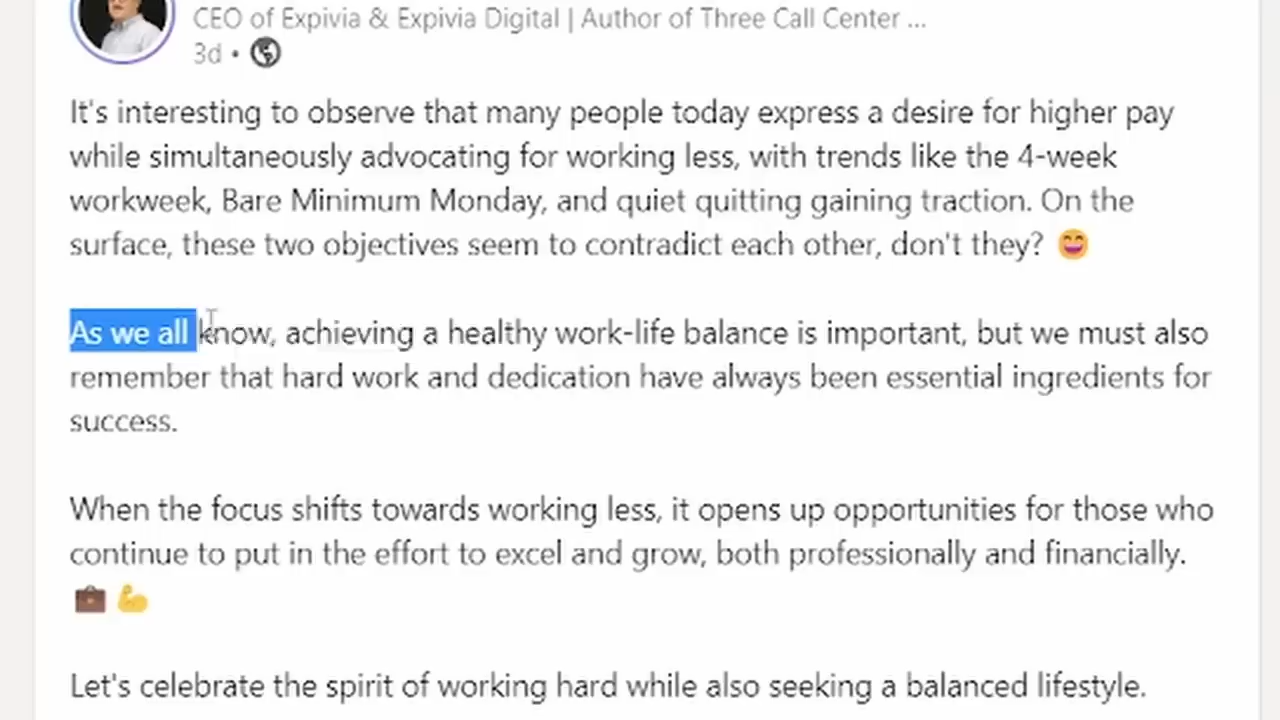 CEO of Expivia & Expivia Digital | Author of Three Call Center ...
3d •
It's interesting to observe that many people today express a desire for higher pay
while simultaneously advocating for working less, with trends like the 4-week
workweek, Bare Minimum Monday, and quiet quitting gaining traction. On the
surface, these two objectives seem to contradict each other, don't they? 😄
As we all know, achieving a healthy work-life balance is important, but we must also
remember that hard work and dedication have always been essential ingredients for
success.
When the focus shifts towards working less, it opens up opportunities for those who
continue to put in the effort to excel and grow, both professionally and financially.
💼 💪
Let's celebrate the spirit of working hard while also seeking a balanced lifestyle.